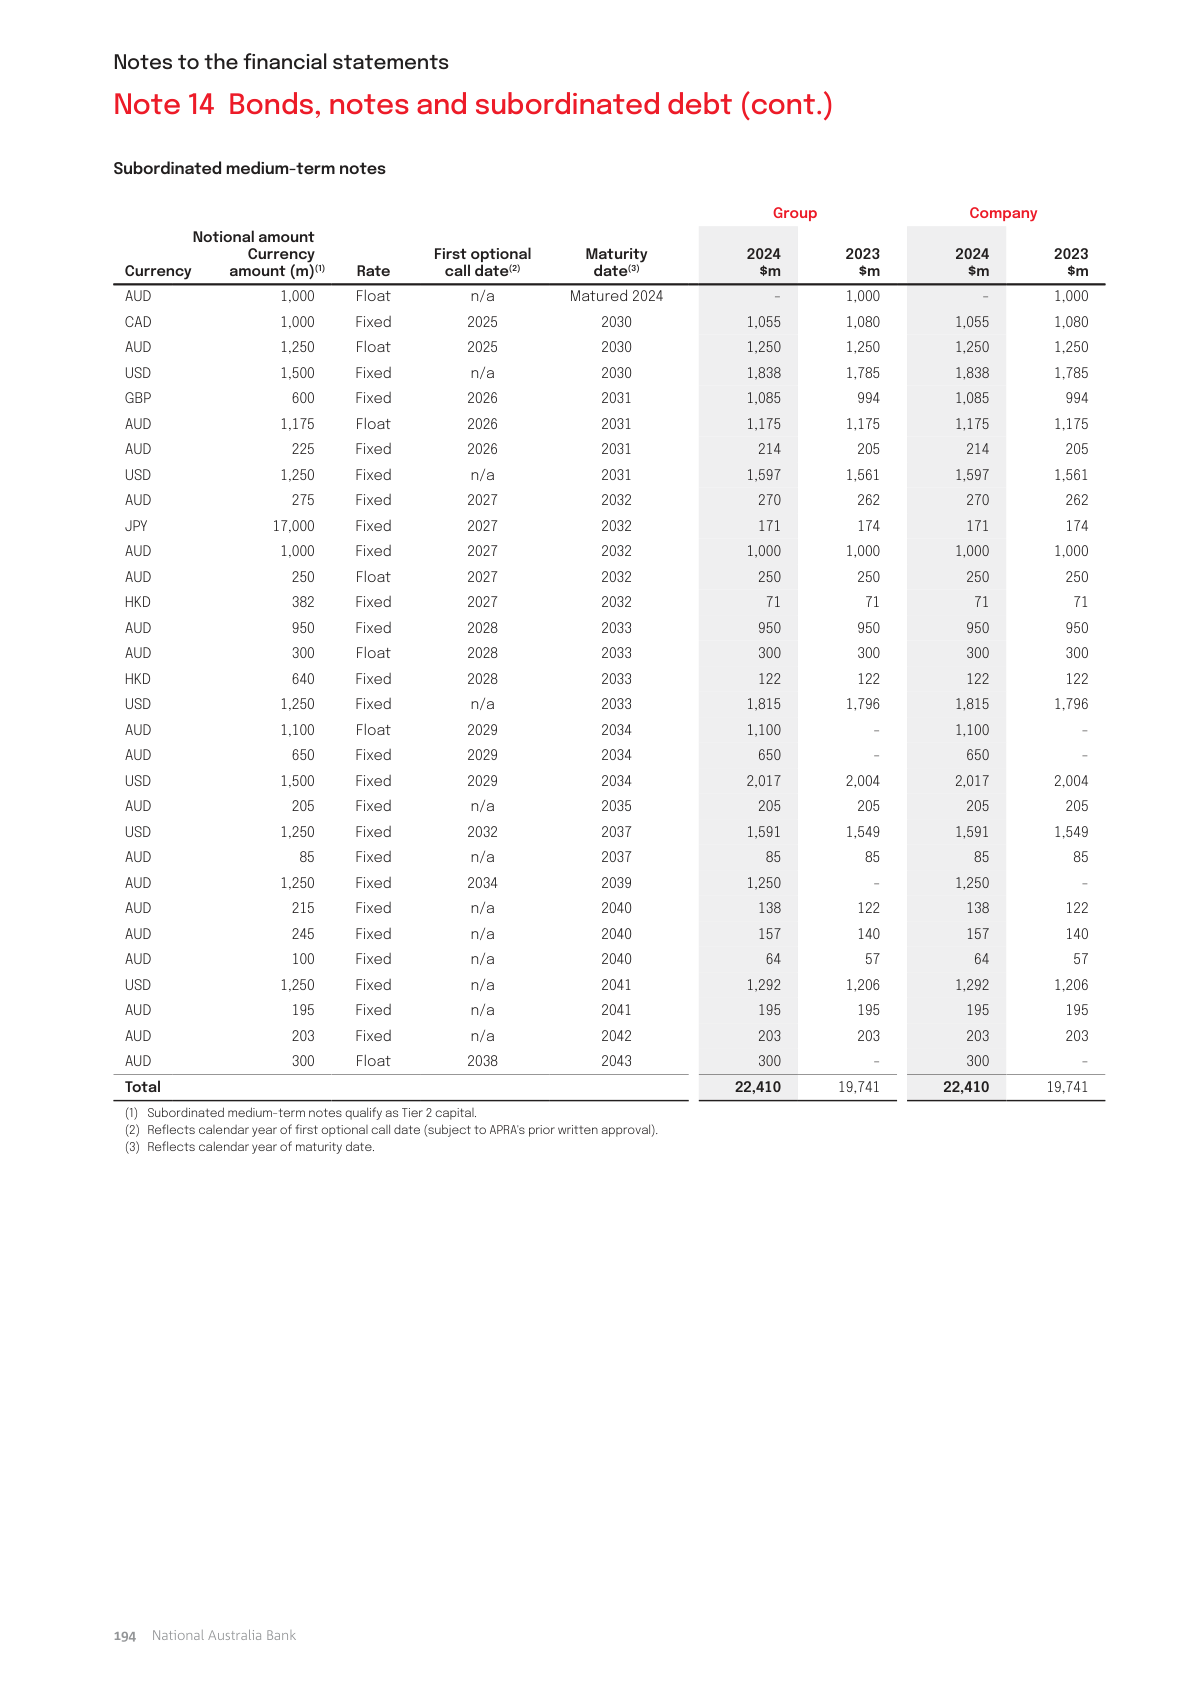 Notes to the financial statements
Note 14 Bonds, notes and subordinated debt (cont.)
Subordinated medium-term notes
Group Company
Currency Notional amount Currency amount (m)(1) Rate First optional call date(2) Maturity date(3) 2024 $m 2023 $m 2024 $m 2023 $m
AUD 1,000 Float n/a Matured 2024 – 1,000 – 1,000
CAD 1,000 Fixed 2025 2030 1,055 1,080 1,055 1,080
AUD 1,250 Float 2025 2030 1,250 1,250 1,250 1,250
USD 1,500 Fixed n/a 2030 1,838 1,785 1,838 1,785
GBP 600 Fixed 2026 2031 1,085 994 1,085 994
AUD 1,175 Float 2026 2031 1,175 1,175 1,175 1,175
AUD 225 Fixed 2026 2031 214 205 214 205
USD 1,250 Fixed n/a 2031 1,597 1,561 1,597 1,561
AUD 275 Fixed 2027 2032 270 262 270 262
JPY 17,000 Fixed 2027 2032 171 174 171 174
AUD 1,000 Fixed 2027 2032 1,000 1,000 1,000 1,000
AUD 250 Float 2027 2032 250 250 250 250
HKD 382 Fixed 2027 2032 71 71 71 71
AUD 950 Fixed 2028 2033 950 950 950 950
AUD 300 Float 2028 2033 300 300 300 300
HKD 640 Fixed 2028 2033 122 122 122 122
USD 1,250 Fixed n/a 2033 1,815 1,796 1,815 1,796
AUD 1,100 Float 2029 2034 1,100 – 1,100 –
AUD 650 Fixed 2029 2034 650 – 650 –
USD 1,500 Fixed 2029 2034 2,017 2,004 2,017 2,004
AUD 205 Fixed n/a 2035 205 205 205 205
USD 1,250 Fixed 2032 2037 1,591 1,549 1,591 1,549
AUD 85 Fixed n/a 2037 85 85 85 85
AUD 1,250 Fixed 2034 2039 1,250 – 1,250 –
AUD 215 Fixed n/a 2040 138 122 138 122
AUD 245 Fixed n/a 2040 157 140 157 140
AUD 100 Fixed n/a 2040 64 57 64 57
USD 1,250 Fixed n/a 2041 1,292 1,206 1,292 1,206
AUD 195 Fixed n/a 2041 195 195 195 195
AUD 203 Fixed n/a 2042 203 203 203 203
AUD 300 Float 2038 2043 300 – 300 –
Total 22,410 19,741 22,410 19,741
(1) Subordinated medium-term notes qualify as Tier 2 capital.
(2) Reflects calendar year of first optional call date (subject to APRA's prior written approval).
(3) Reflects calendar year of maturity date.
194 National Australia Bank